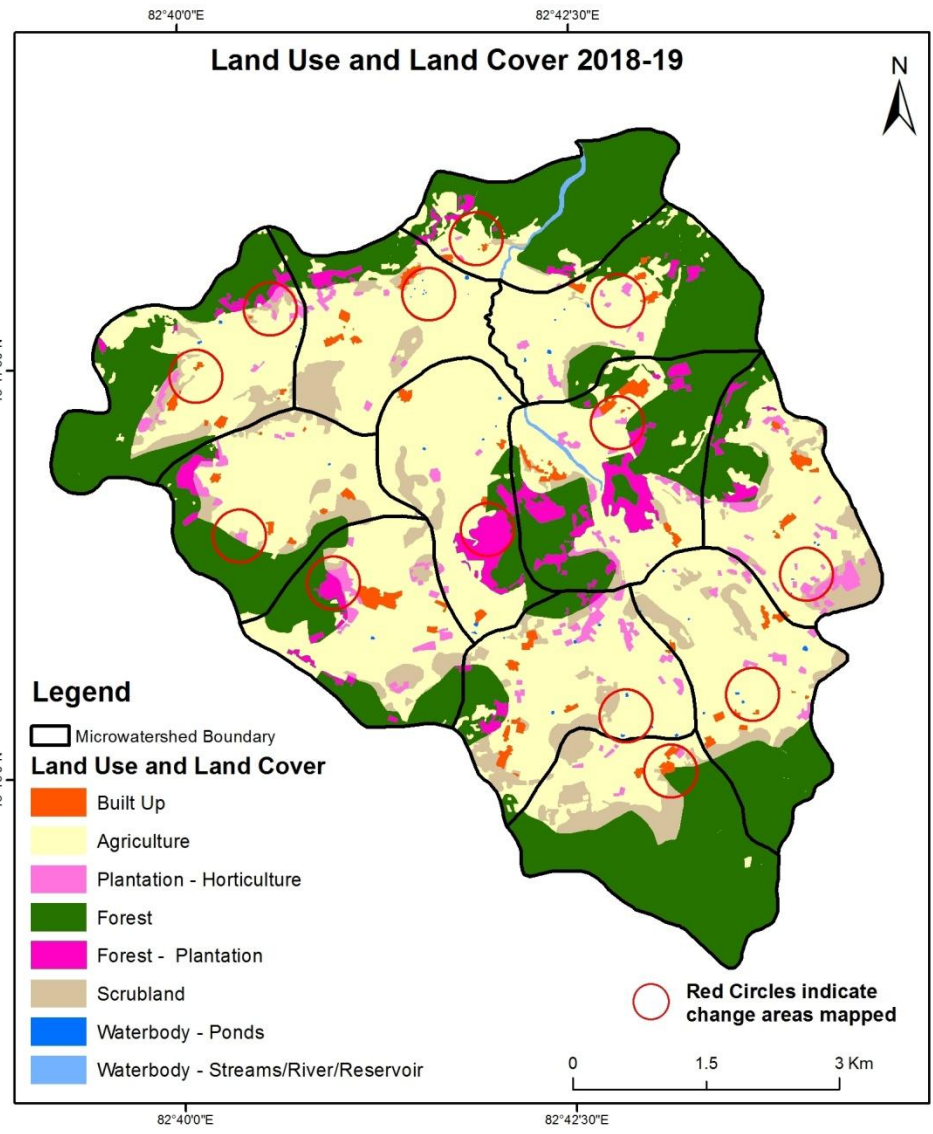 82°40'0"E
82°42'30"E
Land Use and Land Cover 2018-19
N
Legend
Microwatershed Boundary
Land Use and Land Cover
Built Up
Agriculture
Plantation - Horticulture
Forest
Forest - Plantation
Scrubland
Waterbody - Ponds
Waterbody - Streams/River/Reservoir
Red Circles indicate
change areas mapped
0 1.5 3 Km
82°40'0"E
82°42'30"E